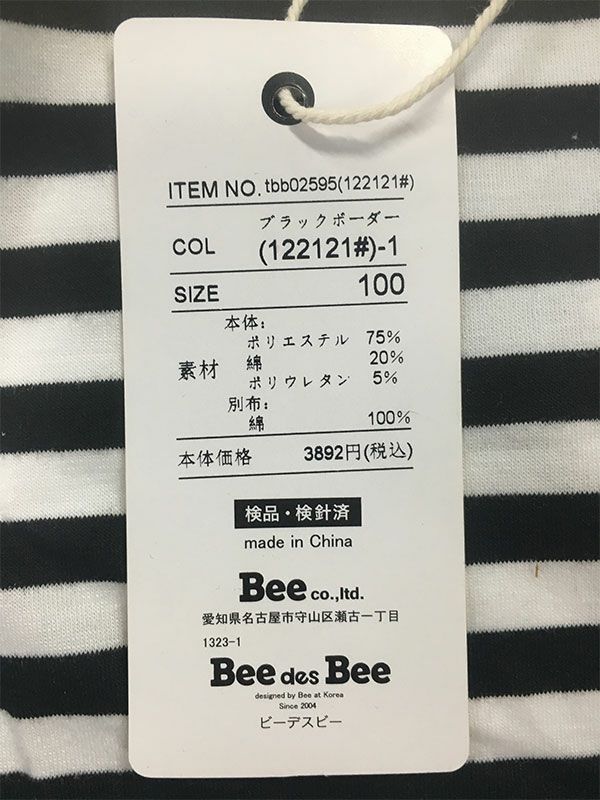 ITEM NO. tbb02595(122121#)
ブラックボーダー
COL (122121#)-1
SIZE 100
本体:
ポリエステル 75%
素材 綿 20%
ポリウレタン 5%
別布:
綿 100%
本体価格 3892円(税込)
検品・検針済
made in China
Bee co.,ltd.
愛知県名古屋市守山区瀬古一丁目
1323-1
Bee des Bee
designed by Bee at Korea
Since 2004
ビーデスビー